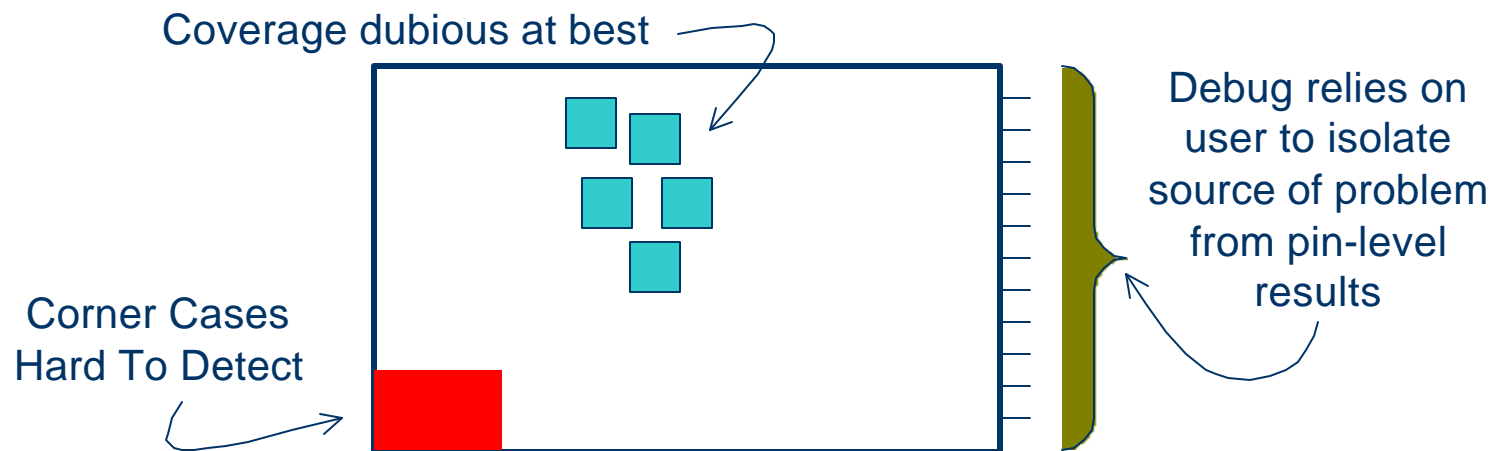 Coverage dubious at best
Debug relies on
user to isolate
source of problem
from pin-level
results
Corner Cases
Hard To Detect